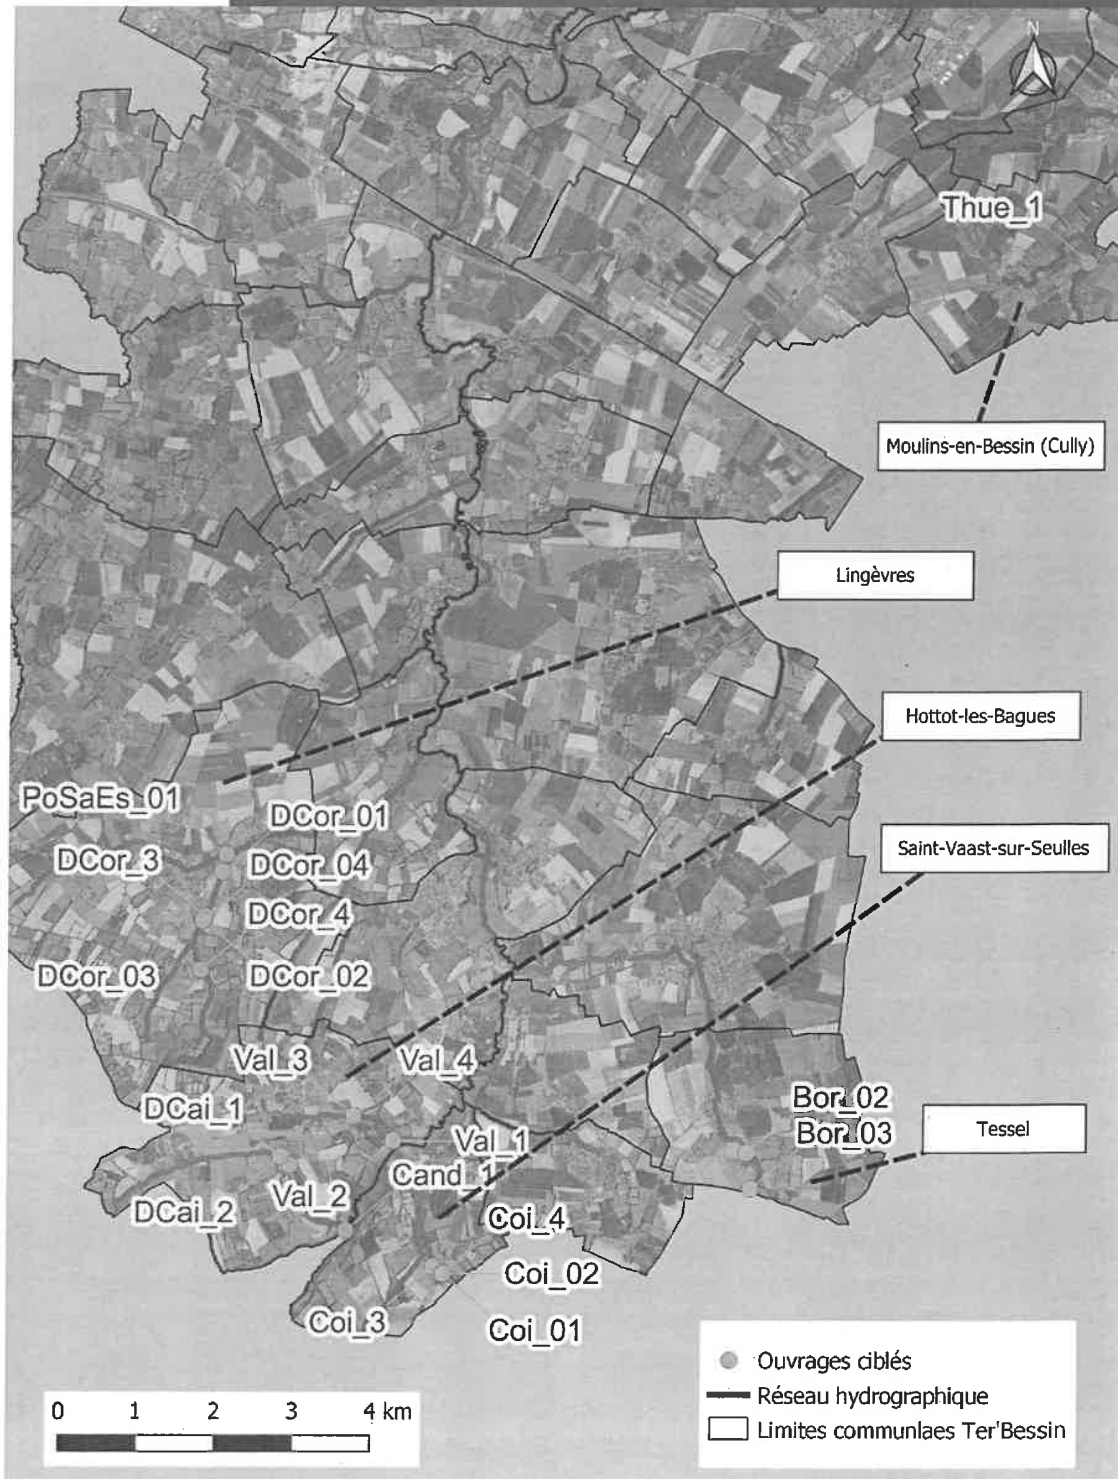 N
Thue_1
Moulins-en-Bessin (Cully)
Lingèvres
Hottot-les-Bagues
PoSaEs_01
DCor_01
DCor_3
DCor_04
Saint-Vaast-sur-Seulles
DCor_4
DCor_03
DCor_02
Val_3
Val_4
DCai_1
Bor_02
Bor_03
Tessel
Val_1
Cand_1
Val_2
DCai_2
Coi_4
Coi_02
Coi_3
Coi_01
Ouvrages ciblés
Réseau hydrographique
Limites communlaes Ter'Bessin
0 1 2 3 4 km